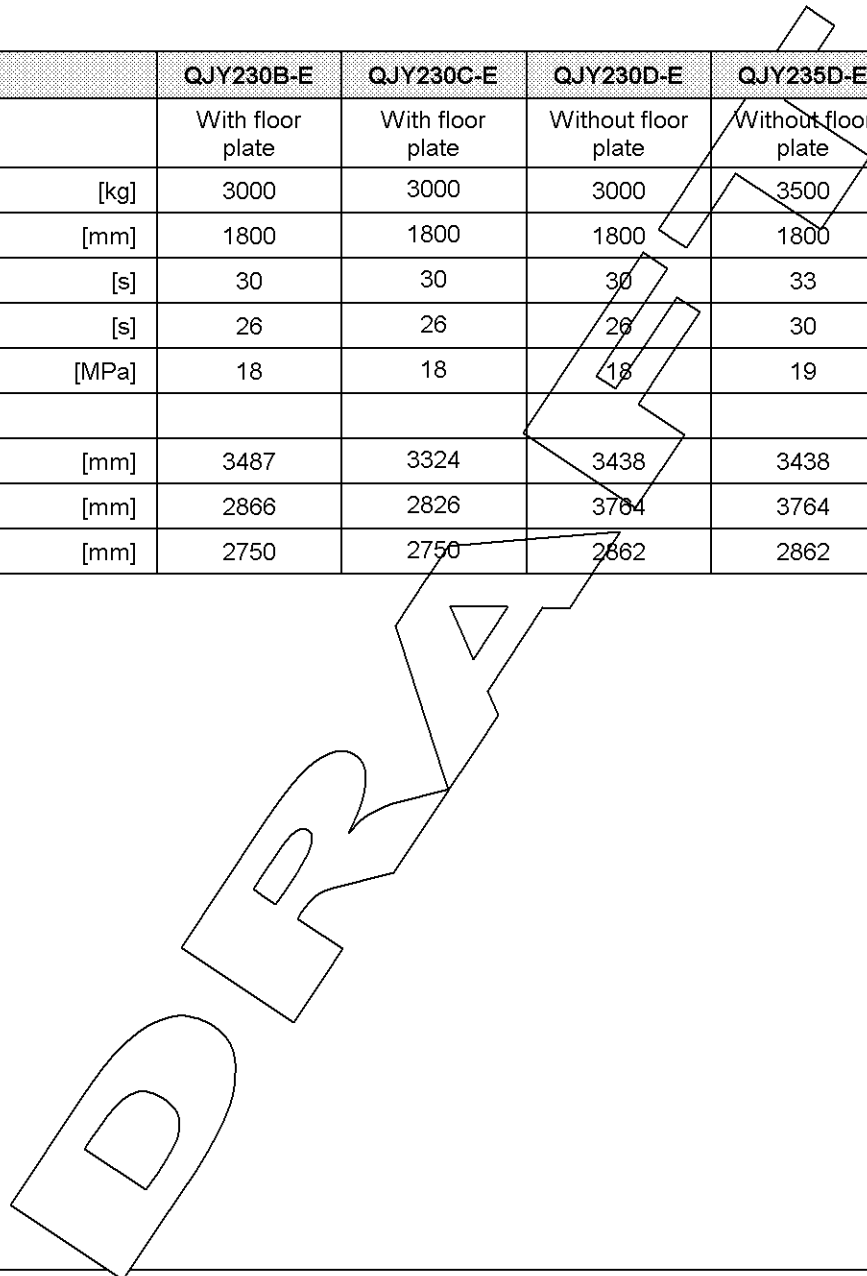 QJY230B-E QJY230C-E QJY230D-E QJY235D-E
With floor plate With floor plate Without floor plate Without floor plate
[kg] 3000 3000 3000 3500
[mm] 1800 1800 1800 1800
[s] 30 30 30 33
[s] 26 26 26 30
[MPa] 18 18 18 19
[mm] 3487 3324 3438 3438
[mm] 2866 2826 3764 3764
[mm] 2750 2750 2862 2862
DRAFT